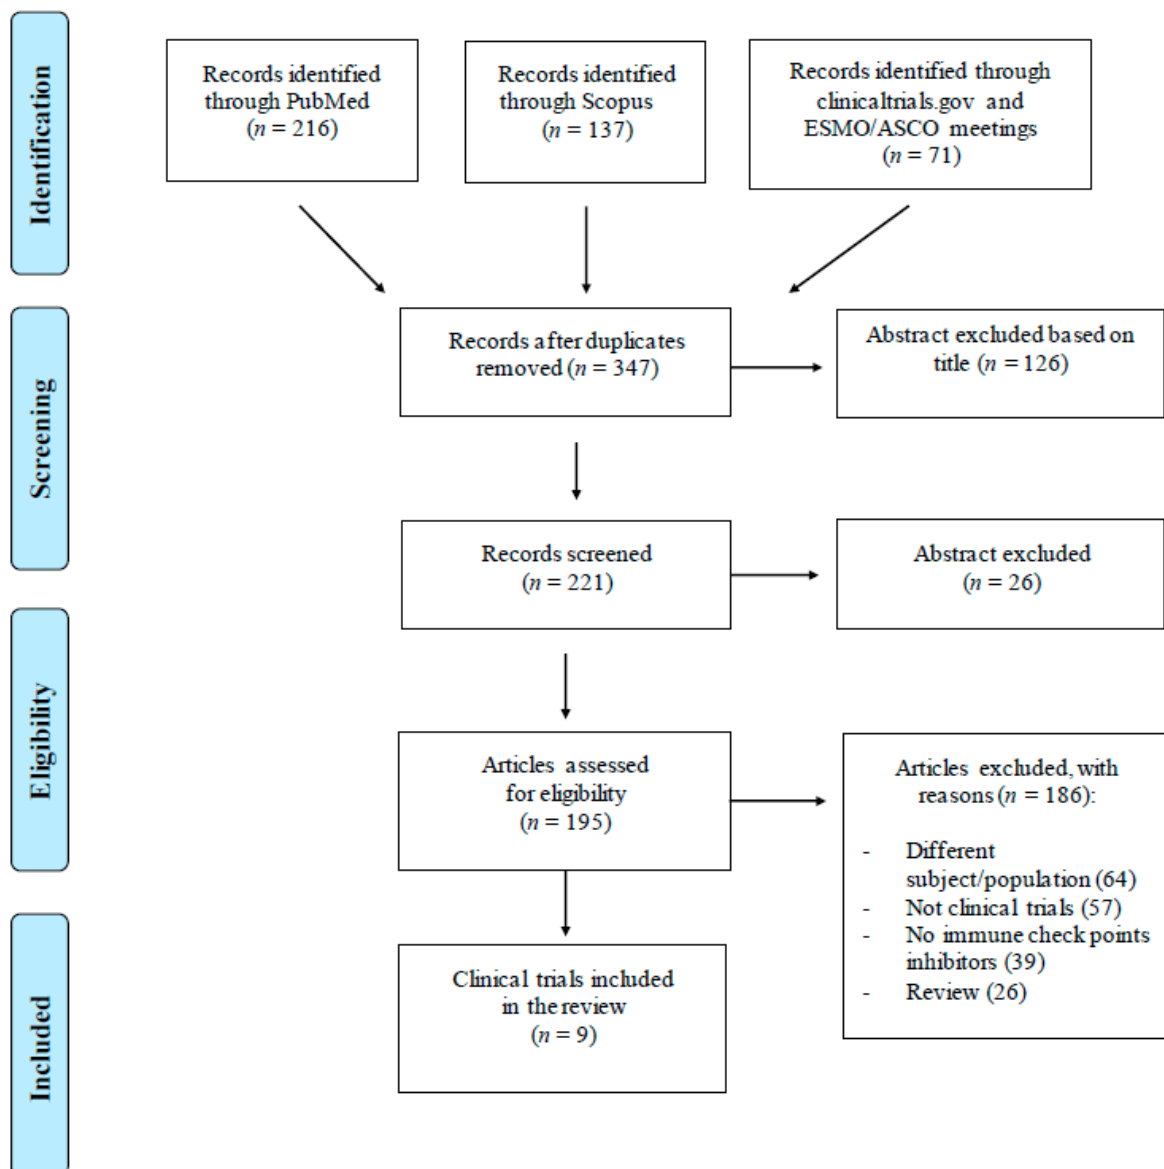 Identification
Records identified
through PubMed
(n = 216)
Records identified
through Scopus
(n = 137)
Records identified through
clinicaltrials.gov and
ESMO/ASCO meetings
(n = 71)
Screening
Records after duplicates
removed (n = 347)
Abstract excluded based on
title (n = 126)
Records screened
(n = 221)
Abstract excluded
(n = 26)
Eligibility
Articles assessed
for eligibility
(n = 195)
Articles excluded, with
reasons (n = 186):
- Different
subject/population (64)
- Not clinical trials (57)
- No immune check points
inhibitors (39)
- Review (26)
Included
Clinical trials included
in the review
(n = 9)